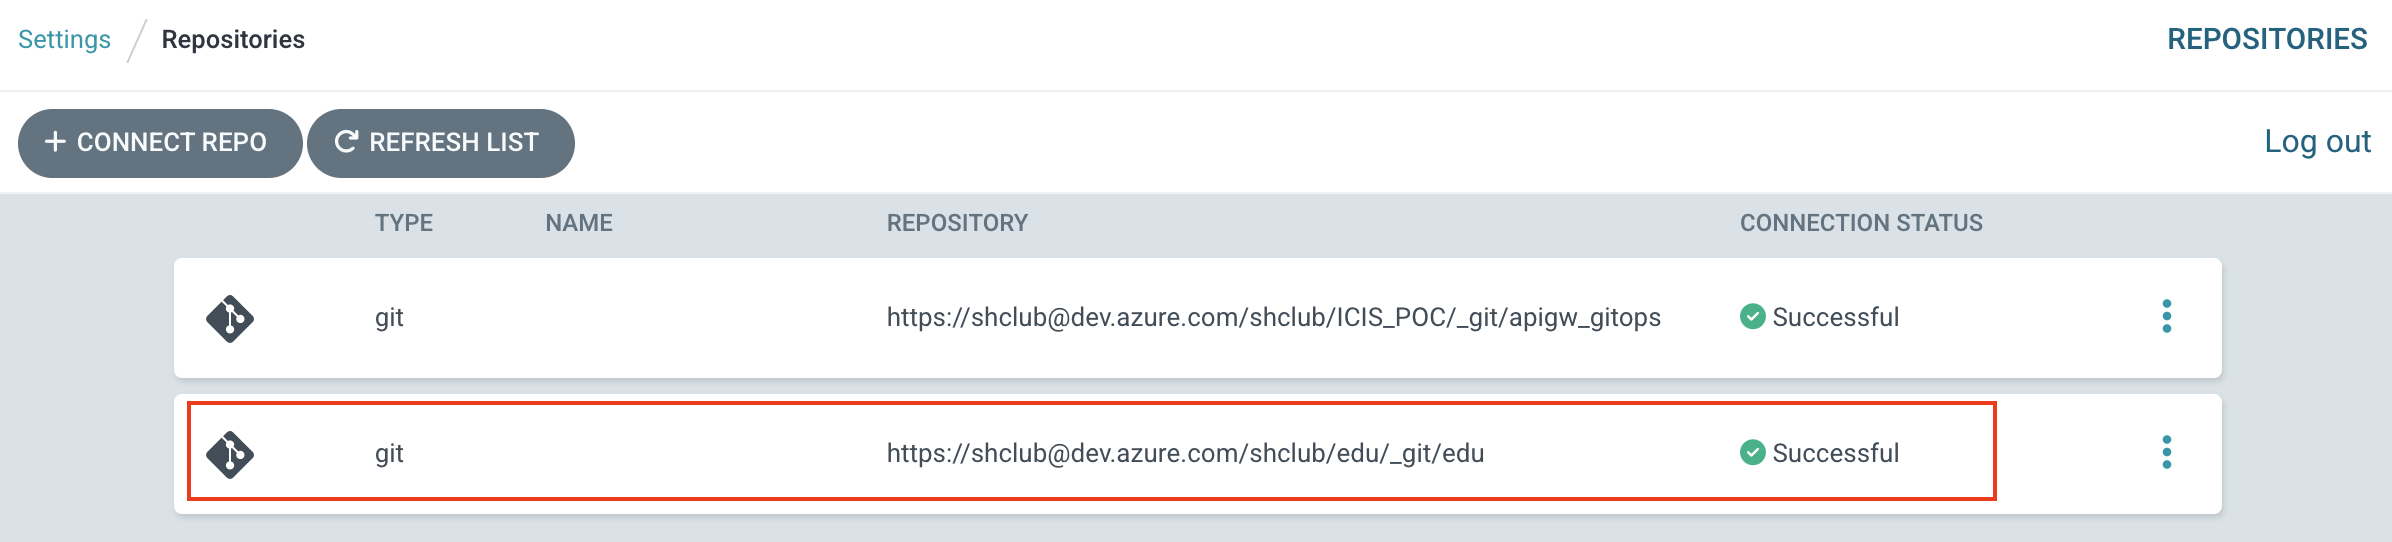 Settings / Repositories
REPOSITORIES
CONNECT REPO
REFRESH LIST
Log out
TYPE NAME REPOSITORY CONNECTION STATUS
git https://shclub@dev.azure.com/shclub/ICIS_POC/_git/apigw_gitops Successful
git https://shclub@dev.azure.com/shclub/edu/_git/edu Successful